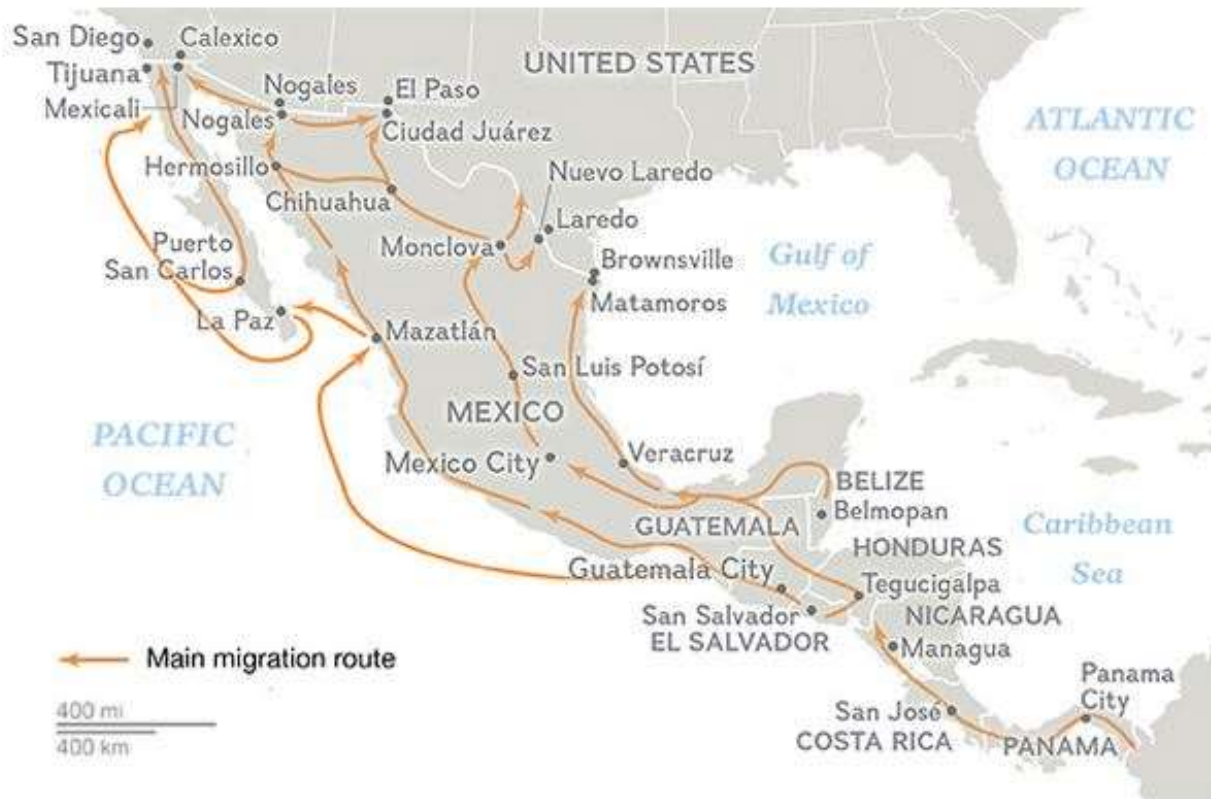 San Diego
Calexico
Tijuana
Mexicali
Nogales
Nogales
El Paso
Ciudad Juárez
UNITED STATES
ATLANTIC
OCEAN
Hermosillo
Chihuahua
Nuevo Laredo
Laredo
Monclova
Brownsville
Matamoros
Gulf of
Mexico
Puerto
San Carlos
La Paz
Mazatlán
San Luis Potosí
MEXICO
PACIFIC
OCEAN
Mexico City
Veracruz
BELIZE
Belmopan
GUATEMALA
HONDURAS
Caribbean
Sea
Guatemala City
Tegucigalpa
San Salvador
EL SALVADOR
NICARAGUA
Managua
Main migration route
Panama
City
San José
COSTA RICA
PANAMA
400 mi
400 km